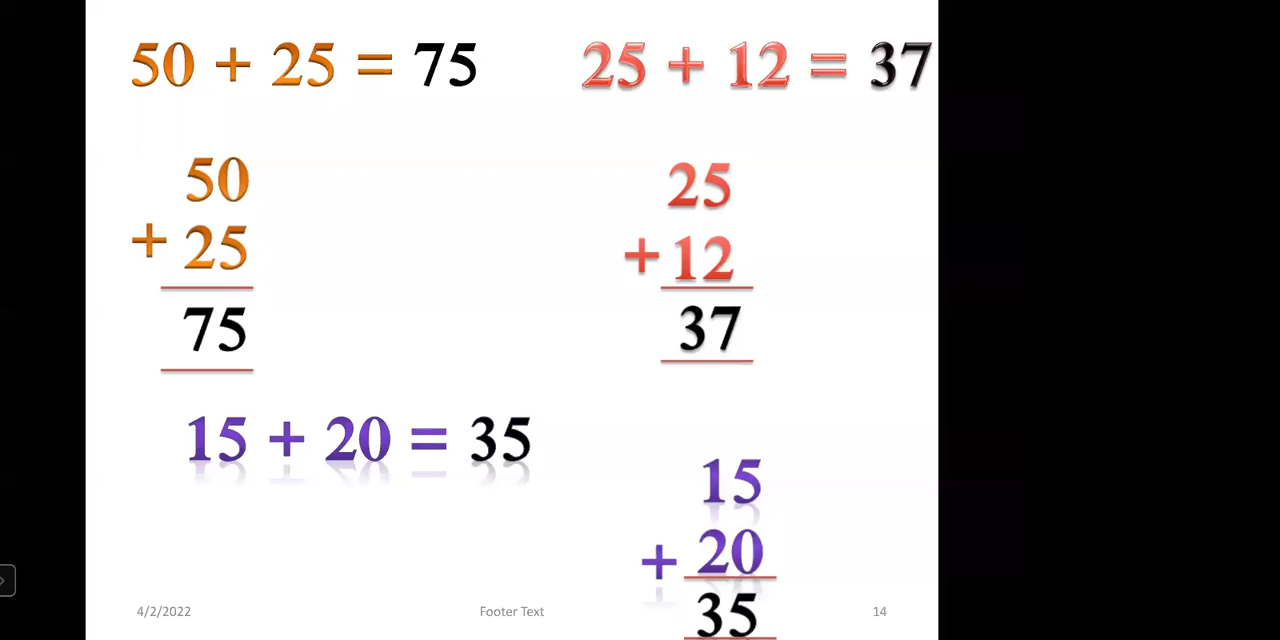 50 + 25 = 75
25 + 12 = 37
50
+ 25
75
25
+ 12
37
15 + 20 = 35
15
+ 20
35
4/2/2022
Footer Text
14